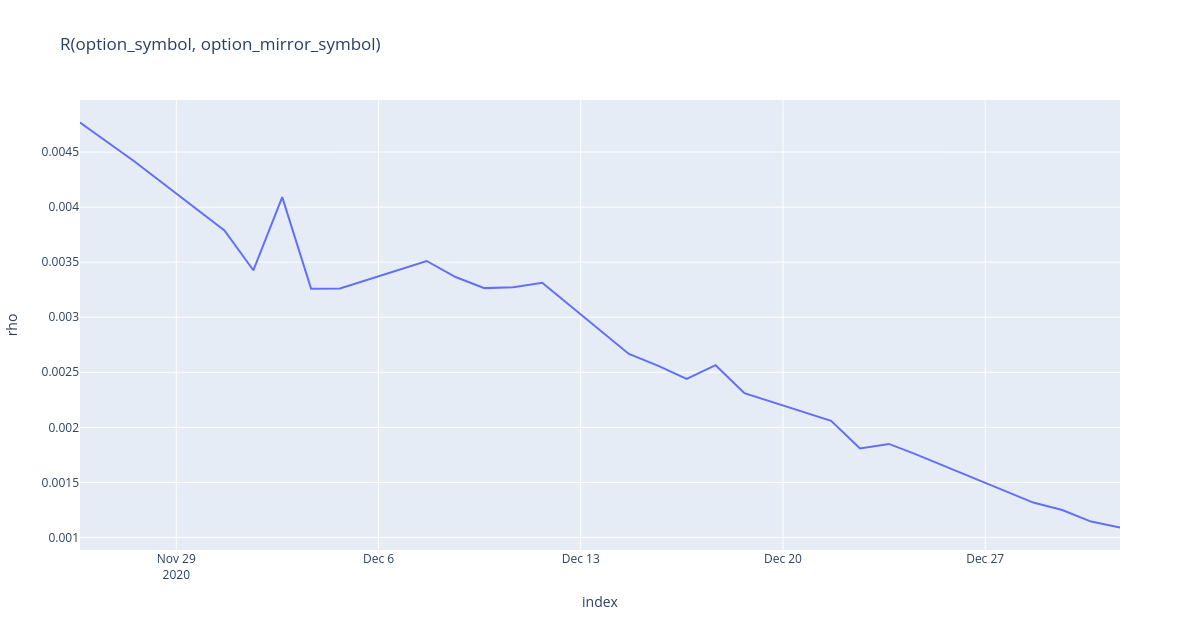 R(option_symbol, option_mirror_symbol)
0.0045
0.004
0.0035
0.003
0.0025
0.002
0.0015
0.001
rho
Nov 29
2020
Dec 6
Dec 13
Dec 20
Dec 27
index